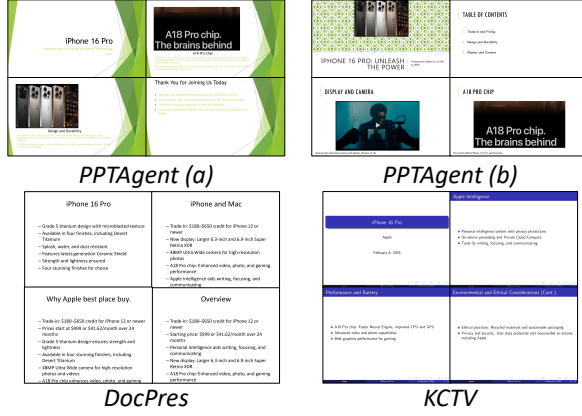 iPhone 16 Pro
A18 Pro chip.
The brains behind
A18 Pro Chip
Design and Durability
Thank You for Joining Us Today
PPTAgent (a)
IPHONE 16 PRO: UNLEASH
THE POWER
TABLE OF CONTENTS
Trade-in and Pricing
Design and Durability
Display and Camera
DISPLAY AND CAMERA
A18 PRO CHIP
A18 Pro chip.
The brains behind
PPTAgent (b)
iPhone 16 Pro
– Grade 5 titanium design with microblasted texture
– Available in four finishes, including Desert
Titanium
– Splash, water, and dust resistant
– Features latest-generation Ceramic Shield
– Strength and lightness ensured
– Four stunning finishes for choice
iPhone and Mac
– Trade-in: $180–$650 credit for iPhone 12 or
newer
– New display: Larger 6.3-inch and 6.9-inch Super
Retina XDR
– 48MP Ultra Wide camera for high-resolution
photos
– A18 Pro chip: Enhanced video, photo, and gaming
performance
– Apple Intelligence aids writing, focusing, and
communicating
Why Apple best place buy.
– Trade-in: $180–$650 credit for iPhone 12 or
newer
– Prices start at $999 or $41.62/month over 24
months
– Grade 5 titanium design ensures strength and
lightness
– Available in four stunning finishes, including
Desert Titanium
– 48MP Ultra Wide camera for high-resolution
photos and videos
– A18 Pro chip enhances video, photo, and gaming
Overview
– Trade-in: $180–$650 credit for iPhone 12 or
newer
– Starting price: $999 or $41.62/month over 24
months
– Personal intelligence aids writing, focusing, and
communicating
– New display: Larger 6.3-inch and 6.9-inch Super
Retina XDR
– A18 Pro chip: Enhanced video, photo, and gaming
performance
DocPres
iPhone 16 Pro
Apple
February 6, 2025
Apple Intelligence
Personal intelligence system with privacy protections
On-device processing and Private Cloud Compute
Tools for writing, focusing, and communicating
Performance and Battery
A18 Pro chip: Faster Neural Engine, improved CPU and GPU
Advanced video and photo capabilities
Best graphics performance for gaming
Environmental and Ethical Considerations (Cont.)
Ethical practices: Recycled materials and sustainable packaging
Privacy and security: User data protected and inaccessible to anyone,
including Apple
KCTV